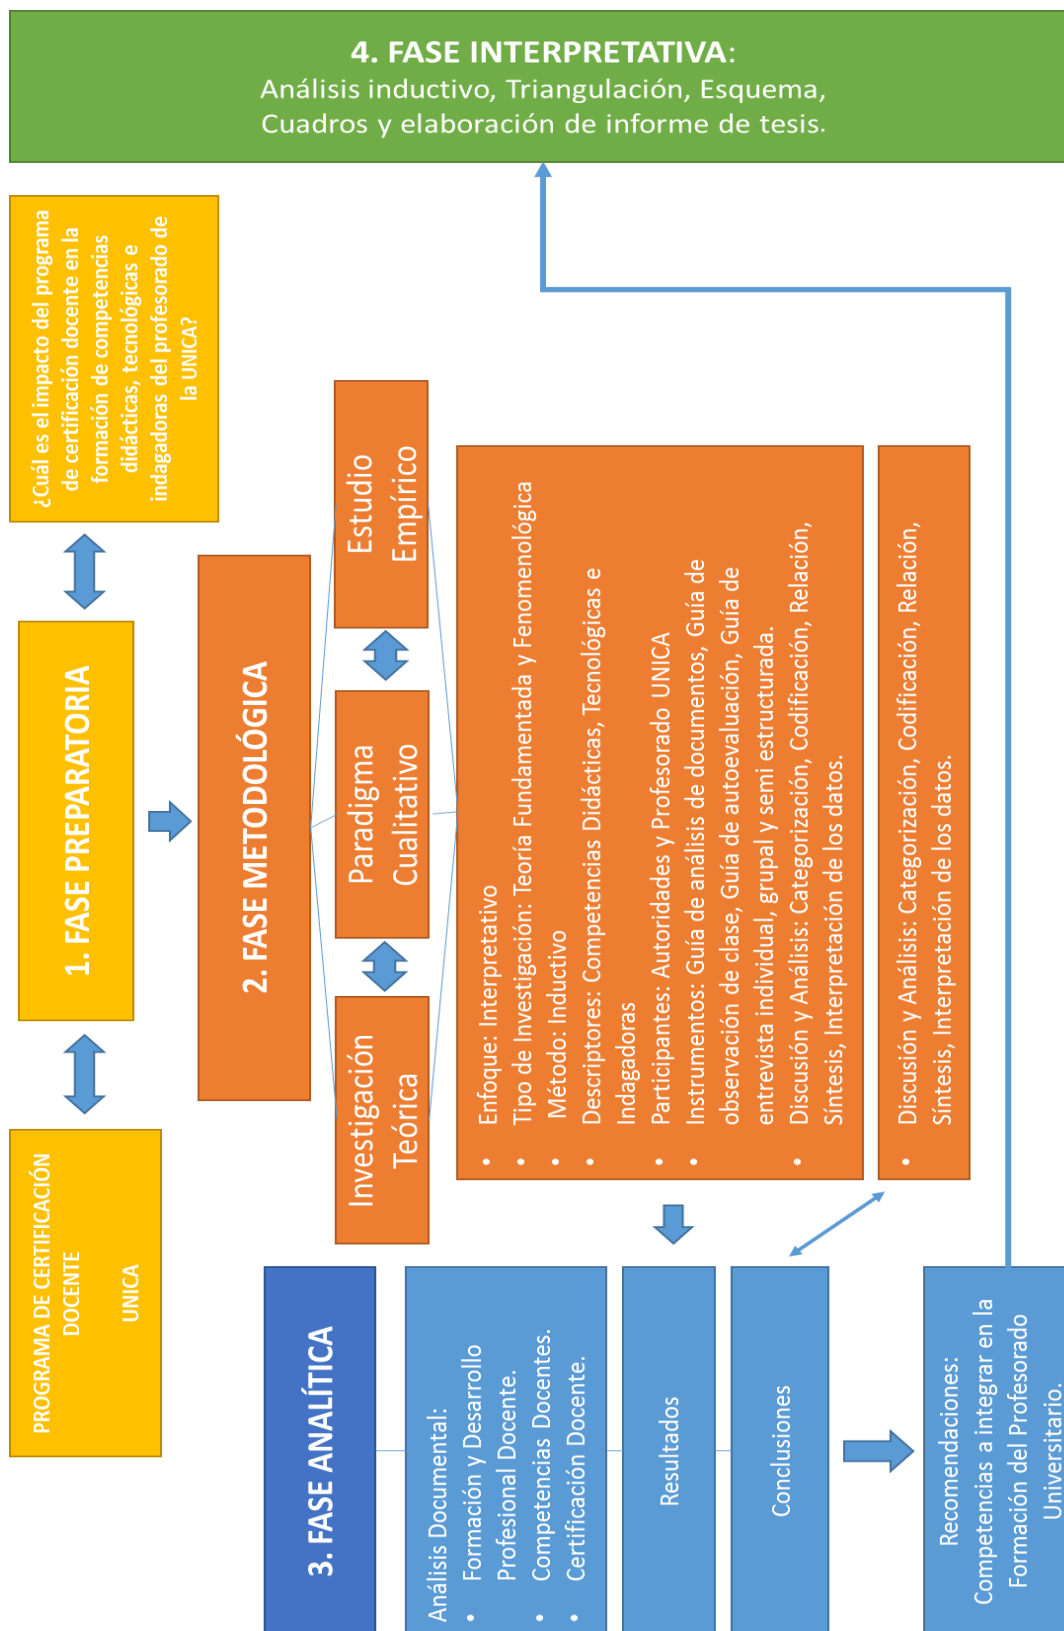 4. FASE INTERPRETATIVA:
Análisis inductivo, Triangulación, Esquema,
Cuadros y elaboración de informe de tesis.
PROGRAMA DE CERTIFICACIÓN
DOCENTE
UNICA
1. FASE PREPARATORIA
¿Cuál es el impacto del programa
de certificación docente en la
formación de competencias
didácticas, tecnológicas e
indagadoras del profesorado de
la UNICA?
2. FASE METODOLÓGICA
Investigación
Teórica
Paradigma
Cualitativo
Estudio
Empírico
• Enfoque: Interpretativo
• Tipo de Investigación: Teoría Fundamentada y Fenomenológica
• Método: Inductivo
• Descriptores: Competencias Didácticas, Tecnológicas e
Indagadoras
• Participantes: Autoridades y Profesorado UNICA
• Instrumentos: Guía de análisis de documentos, Guía de
observación de clase, Guía de autoevaluación, Guía de
entrevista individual, grupal y semi estructurada.
• Discusión y Análisis: Categorización, Codificación, Relación,
Síntesis, Interpretación de los datos.
• Discusión y Análisis: Categorización, Codificación, Relación,
Síntesis, Interpretación de los datos.
3. FASE ANALÍTICA
Análisis Documental:
• Formación y Desarrollo
Profesional Docente.
• Competencias Docentes.
• Certificación Docente.
Resultados
Conclusiones
Recomendaciones:
Competencias a integrar en la
Formación del Profesorado
Universitario.